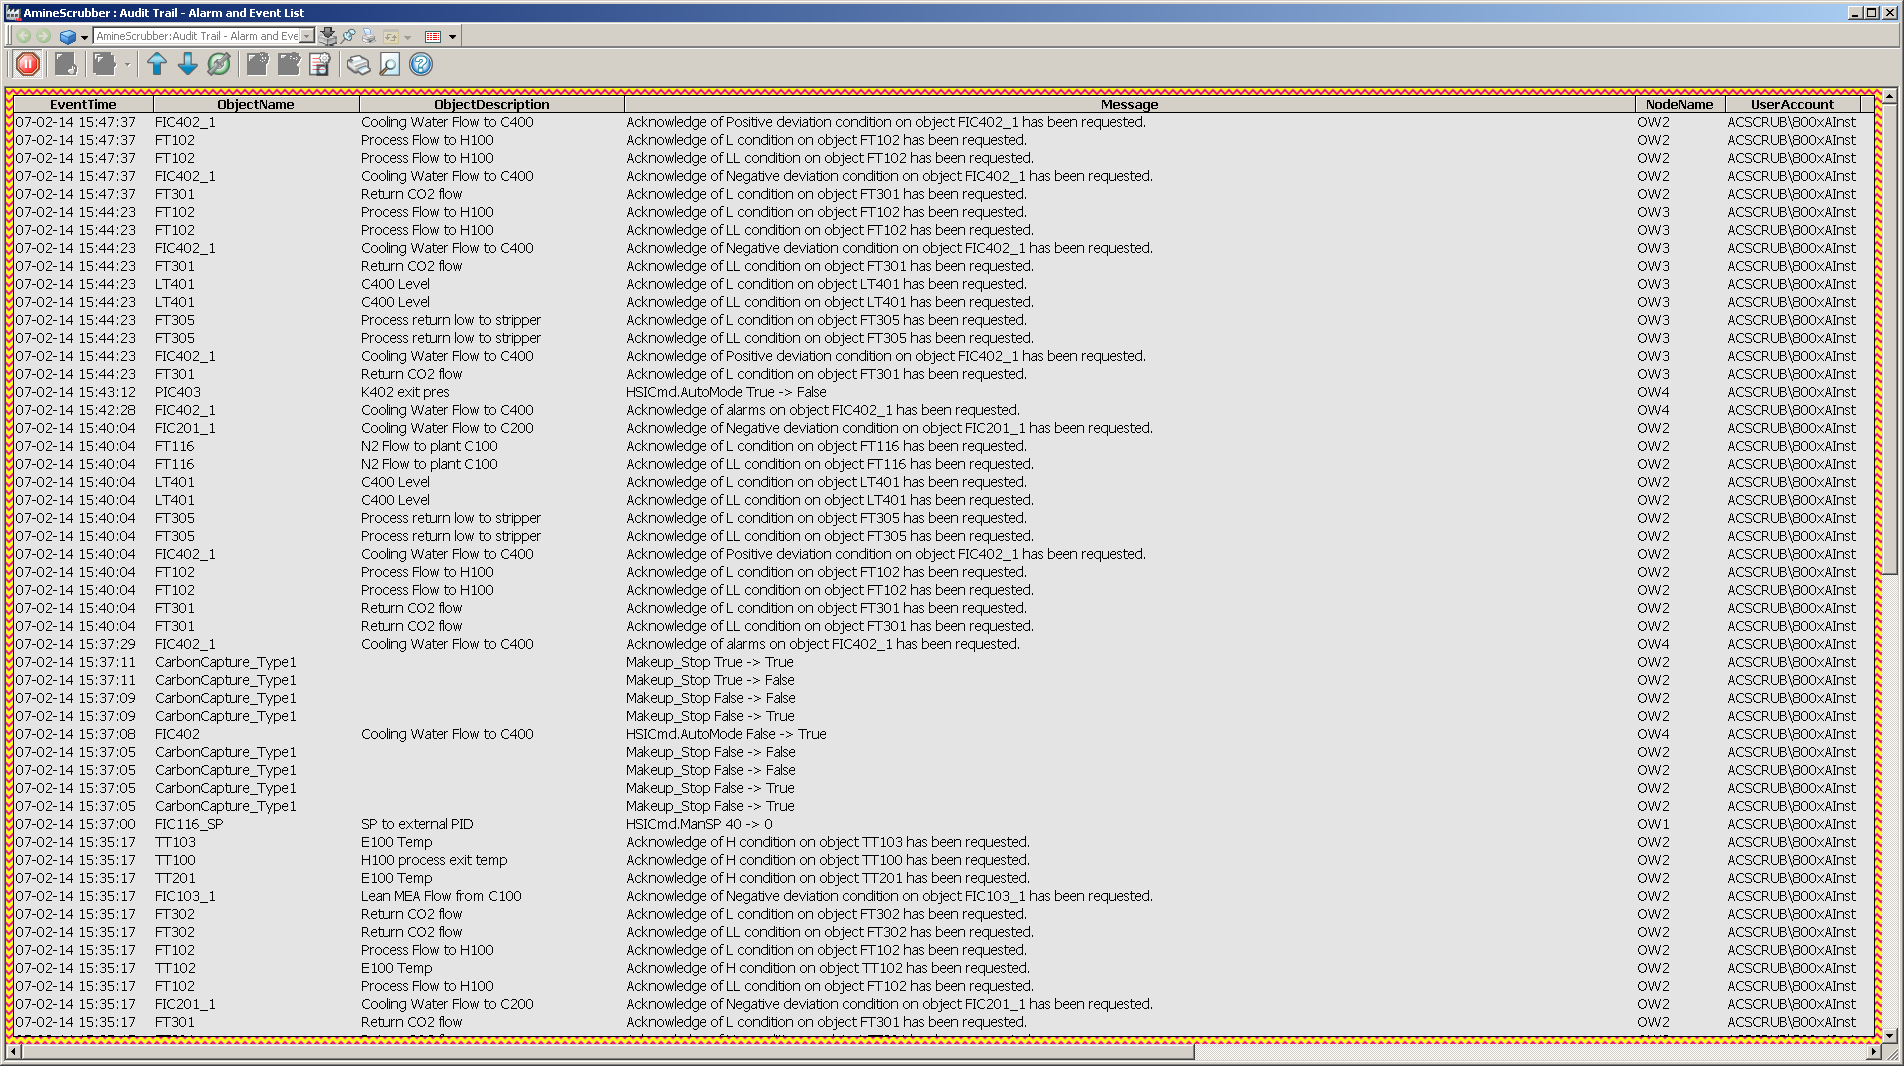 AmineScrubber : Audit Trail - Alarm and Event List
AmineScrubber:Audit Trail - Alarm and Eve
EventTime ObjectName ObjectDescription Message NodeName UserAccount
07-02-14 15:47:37 FIC402_1 Cooling Water Flow to C400 Acknowledge of Positive deviation condition on object FIC402_1 has been requested. OW2 ACSCRUB\800xAInst
07-02-14 15:47:37 FT102 Process Flow to H100 Acknowledge of L condition on object FT102 has been requested. OW2 ACSCRUB\800xAInst
07-02-14 15:47:37 FT102 Process Flow to H100 Acknowledge of LL condition on object FT102 has been requested. OW2 ACSCRUB\800xAInst
07-02-14 15:47:37 FIC402_1 Cooling Water Flow to C400 Acknowledge of Negative deviation condition on object FIC402_1 has been requested. OW2 ACSCRUB\800xAInst
07-02-14 15:47:37 FT301 Return CO2 flow Acknowledge of L condition on object FT301 has been requested. OW2 ACSCRUB\800xAInst
07-02-14 15:44:23 FT102 Process Flow to H100 Acknowledge of L condition on object FT102 has been requested. OW3 ACSCRUB\800xAInst
07-02-14 15:44:23 FT102 Process Flow to H100 Acknowledge of LL condition on object FT102 has been requested. OW3 ACSCRUB\800xAInst
07-02-14 15:44:23 FIC402_1 Cooling Water Flow to C400 Acknowledge of Negative deviation condition on object FIC402_1 has been requested. OW3 ACSCRUB\800xAInst
07-02-14 15:44:23 FT301 Return CO2 flow Acknowledge of LL condition on object FT301 has been requested. OW3 ACSCRUB\800xAInst
07-02-14 15:44:23 LT401 C400 Level Acknowledge of L condition on object LT401 has been requested. OW3 ACSCRUB\800xAInst
07-02-14 15:44:23 LT401 C400 Level Acknowledge of LL condition on object LT401 has been requested. OW3 ACSCRUB\800xAInst
07-02-14 15:44:23 FT305 Process return low to stripper Acknowledge of L condition on object FT305 has been requested. OW3 ACSCRUB\800xAInst
07-02-14 15:44:23 FT305 Process return low to stripper Acknowledge of LL condition on object FT305 has been requested. OW3 ACSCRUB\800xAInst
07-02-14 15:44:23 FIC402_1 Cooling Water Flow to C400 Acknowledge of Positive deviation condition on object FIC402_1 has been requested. OW3 ACSCRUB\800xAInst
07-02-14 15:44:23 FT301 Return CO2 flow Acknowledge of L condition on object FT301 has been requested. OW3 ACSCRUB\800xAInst
07-02-14 15:43:12 PIC403 K402 exit pres HSICmd.AutoMode True -> False OW4 ACSCRUB\800xAInst
07-02-14 15:42:28 FIC402_1 Cooling Water Flow to C400 Acknowledge of alarms on object FIC402_1 has been requested. OW4 ACSCRUB\800xAInst
07-02-14 15:40:04 FIC201_1 Cooling Water Flow to C200 Acknowledge of Negative deviation condition on object FIC201_1 has been requested. OW2 ACSCRUB\800xAInst
07-02-14 15:40:04 FT116 N2 Flow to plant C100 Acknowledge of L condition on object FT116 has been requested. OW2 ACSCRUB\800xAInst
07-02-14 15:40:04 FT116 N2 Flow to plant C100 Acknowledge of LL condition on object FT116 has been requested. OW2 ACSCRUB\800xAInst
07-02-14 15:40:04 LT401 C400 Level Acknowledge of L condition on object LT401 has been requested. OW2 ACSCRUB\800xAInst
07-02-14 15:40:04 LT401 C400 Level Acknowledge of LL condition on object LT401 has been requested. OW2 ACSCRUB\800xAInst
07-02-14 15:40:04 FT305 Process return low to stripper Acknowledge of L condition on object FT305 has been requested. OW2 ACSCRUB\800xAInst
07-02-14 15:40:04 FT305 Process return low to stripper Acknowledge of LL condition on object FT305 has been requested. OW2 ACSCRUB\800xAInst
07-02-14 15:40:04 FIC402_1 Cooling Water Flow to C400 Acknowledge of Positive deviation condition on object FIC402_1 has been requested. OW2 ACSCRUB\800xAInst
07-02-14 15:40:04 FT102 Process Flow to H100 Acknowledge of L condition on object FT102 has been requested. OW2 ACSCRUB\800xAInst
07-02-14 15:40:04 FT102 Process Flow to H100 Acknowledge of LL condition on object FT102 has been requested. OW2 ACSCRUB\800xAInst
07-02-14 15:40:04 FT301 Return CO2 flow Acknowledge of L condition on object FT301 has been requested. OW2 ACSCRUB\800xAInst
07-02-14 15:40:04 FT301 Return CO2 flow Acknowledge of LL condition on object FT301 has been requested. OW2 ACSCRUB\800xAInst
07-02-14 15:37:29 FIC402_1 Cooling Water Flow to C400 Acknowledge of alarms on object FIC402_1 has been requested. OW4 ACSCRUB\800xAInst
07-02-14 15:37:11 CarbonCapture_Type1 Makeup_Stop True -> True OW2 ACSCRUB\800xAInst
07-02-14 15:37:11 CarbonCapture_Type1 Makeup_Stop True -> False OW2 ACSCRUB\800xAInst
07-02-14 15:37:09 CarbonCapture_Type1 Makeup_Stop False -> False OW2 ACSCRUB\800xAInst
07-02-14 15:37:09 CarbonCapture_Type1 Makeup_Stop False -> True OW2 ACSCRUB\800xAInst
07-02-14 15:37:08 FIC402 Cooling Water Flow to C400 HSICmd.AutoMode False -> True OW4 ACSCRUB\800xAInst
07-02-14 15:37:05 CarbonCapture_Type1 Makeup_Stop False -> False OW2 ACSCRUB\800xAInst
07-02-14 15:37:05 CarbonCapture_Type1 Makeup_Stop False -> False OW2 ACSCRUB\800xAInst
07-02-14 15:37:05 CarbonCapture_Type1 Makeup_Stop False -> True OW2 ACSCRUB\800xAInst
07-02-14 15:37:05 CarbonCapture_Type1 Makeup_Stop False -> True OW2 ACSCRUB\800xAInst
07-02-14 15:37:00 FIC116_SP SP to external PID HSICmd.ManSP 40 -> 0 OW1 ACSCRUB\800xAInst
07-02-14 15:35:17 TT103 E100 Temp Acknowledge of H condition on object TT103 has been requested. OW2 ACSCRUB\800xAInst
07-02-14 15:35:17 TT100 H100 process exit temp Acknowledge of H condition on object TT100 has been requested. OW2 ACSCRUB\800xAInst
07-02-14 15:35:17 TT201 E100 Temp Acknowledge of H condition on object TT201 has been requested. OW2 ACSCRUB\800xAInst
07-02-14 15:35:17 FIC103_1 Lean MEA Flow from C100 Acknowledge of Negative deviation condition on object FIC103_1 has been requested. OW2 ACSCRUB\800xAInst
07-02-14 15:35:17 FT302 Return CO2 flow Acknowledge of L condition on object FT302 has been requested. OW2 ACSCRUB\800xAInst
07-02-14 15:35:17 FT302 Return CO2 flow Acknowledge of LL condition on object FT302 has been requested. OW2 ACSCRUB\800xAInst
07-02-14 15:35:17 FT102 Process Flow to H100 Acknowledge of L condition on object FT102 has been requested. OW2 ACSCRUB\800xAInst
07-02-14 15:35:17 TT102 E100 Temp Acknowledge of H condition on object TT102 has been requested. OW2 ACSCRUB\800xAInst
07-02-14 15:35:17 FT102 Process Flow to H100 Acknowledge of LL condition on object FT102 has been requested. OW2 ACSCRUB\800xAInst
07-02-14 15:35:17 FIC201_1 Cooling Water Flow to C200 Acknowledge of Negative deviation condition on object FIC201_1 has been requested. OW2 ACSCRUB\800xAInst
07-02-14 15:35:17 FT301 Return CO2 flow Acknowledge of L condition on object FT301 has been requested. OW2 ACSCRUB\800xAInst